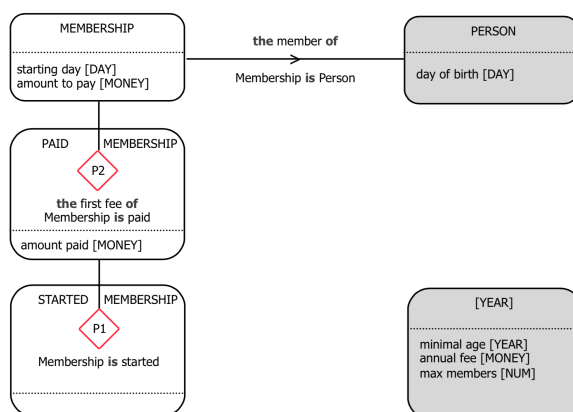 MEMBERSHIP
starting day [DAY]
amount to pay [MONEY]
the member of
Membership is Person
PERSON
day of birth [DAY]
PAID MEMBERSHIP
P2
the first fee of
Membership is paid
amount paid [MONEY]
STARTED MEMBERSHIP
P1
Membership is started
[YEAR]
minimal age [YEAR]
annual fee [MONEY]
max members [NUM]